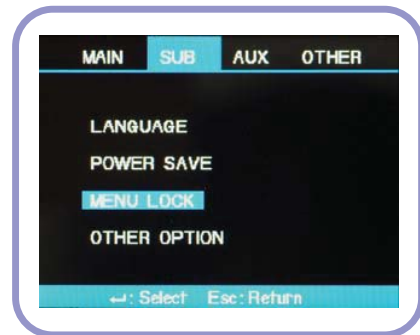 MAIN SUB AUX OTHER
LANGUAGE
POWER SAVE
MENU LOCK
OTHER OPTION
↵: Select Esc: Return